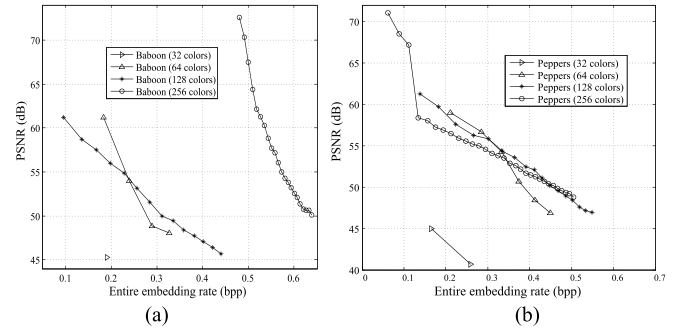 70
65
60
55
50
45
PSNR (dB)
0.1 0.2 0.3 0.4 0.5 0.6
Entire embedding rate (bpp)
Baboon (32 colors)
Baboon (64 colors)
Baboon (128 colors)
Baboon (256 colors)
(a)
70
65
60
55
50
45
40
PSNR (dB)
0 0.1 0.2 0.3 0.4 0.5 0.6 0.7
Entire embedding rate (bpp)
Peppers (32 colors)
Peppers (64 colors)
Peppers (128 colors)
Peppers (256 colors)
(b)